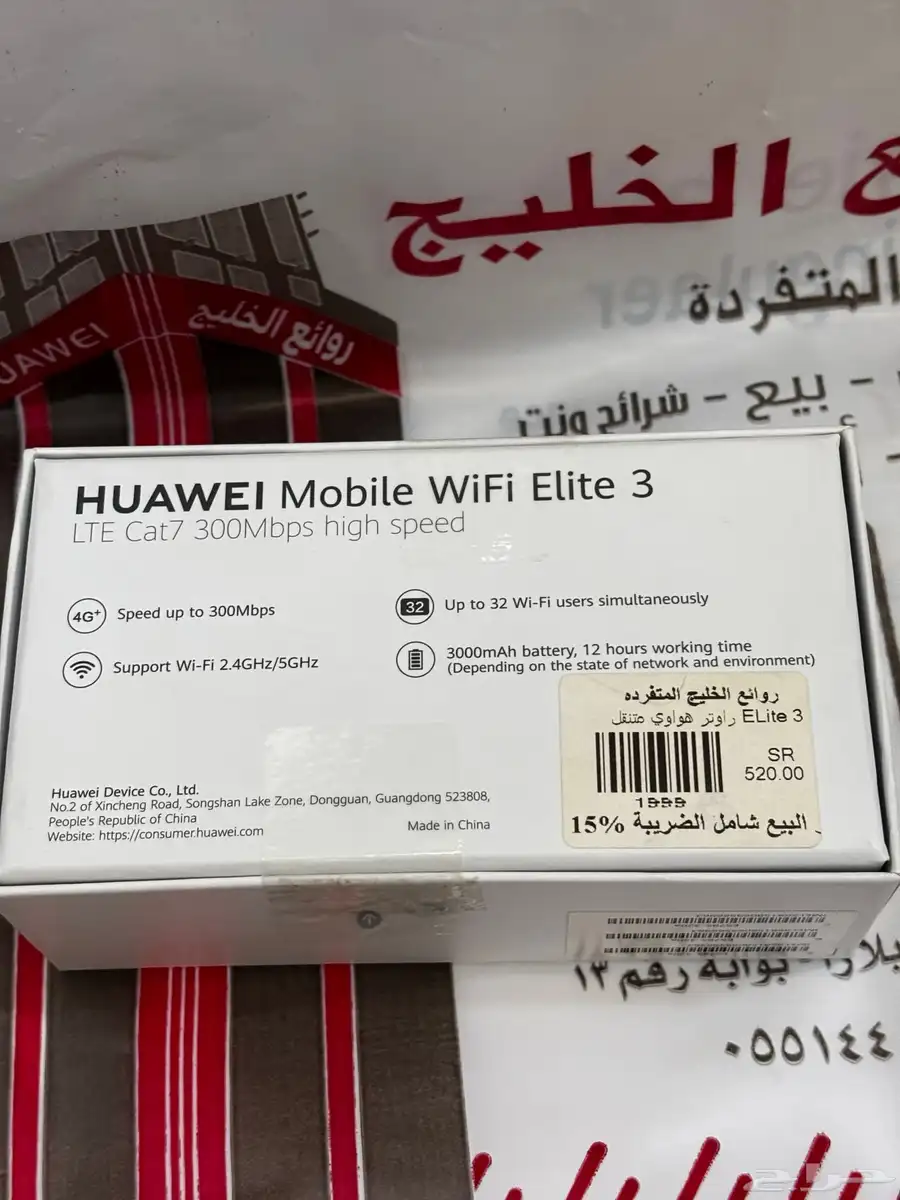 الخليج
المتفردة
روائع الخليج
- بيع - شرائح ونت
HUAWEI Mobile WiFi Elite 3
LTE Cat7 300Mbps high speed
4G+ Speed up to 300Mbps
32 Up to 32 Wi-Fi users simultaneously
Support Wi-Fi 2.4GHz/5GHz
3000mAh battery, 12 hours working time
(Depending on the state of network and environment)
روائع الخليج المتفرده
ELite 3 راوتر هواوي متنقل
SR
520.00
1999
البيع شامل الضريبة 15%
Huawei Device Co., Ltd.
No.2 of Xincheng Road, Songshan Lake Zone, Dongguan, Guangdong 523808,
People's Republic of China
Website: https://consumer.huawei.com
Made in China
بوابة رقم ١٣
٠٥٥١٤٤
حراج